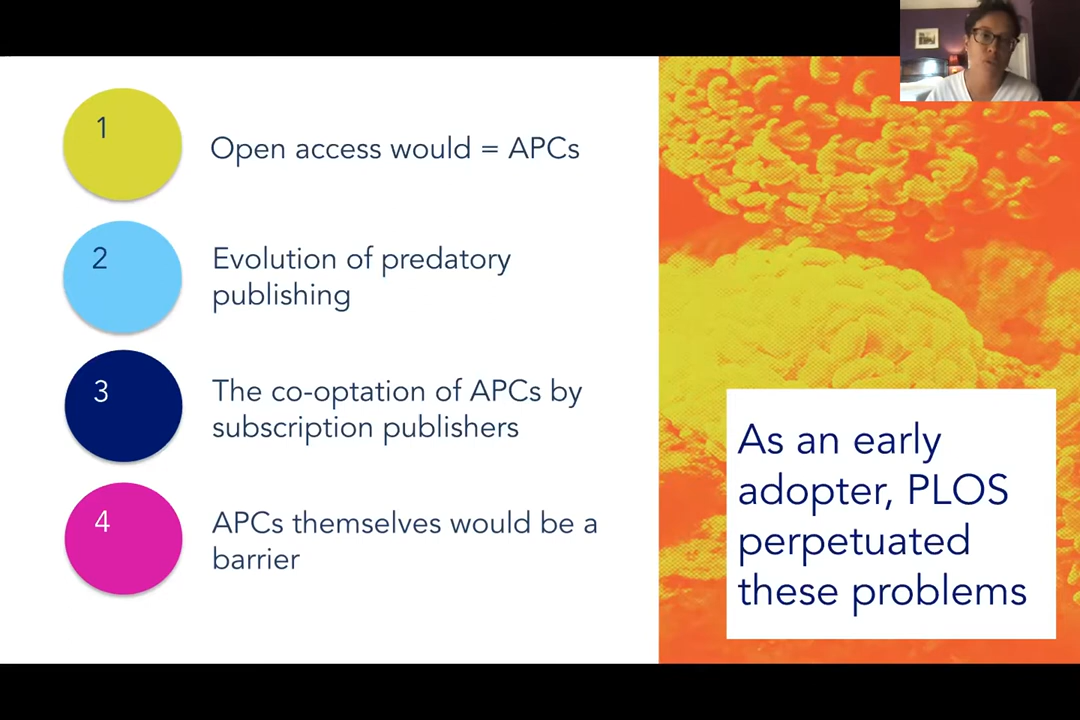 1
Open access would = APCs
2
Evolution of predatory
publishing
3
The co-optation of APCs by
subscription publishers
4
APCs themselves would be a
barrier
As an early
adopter, PLOS
perpetuated
these problems